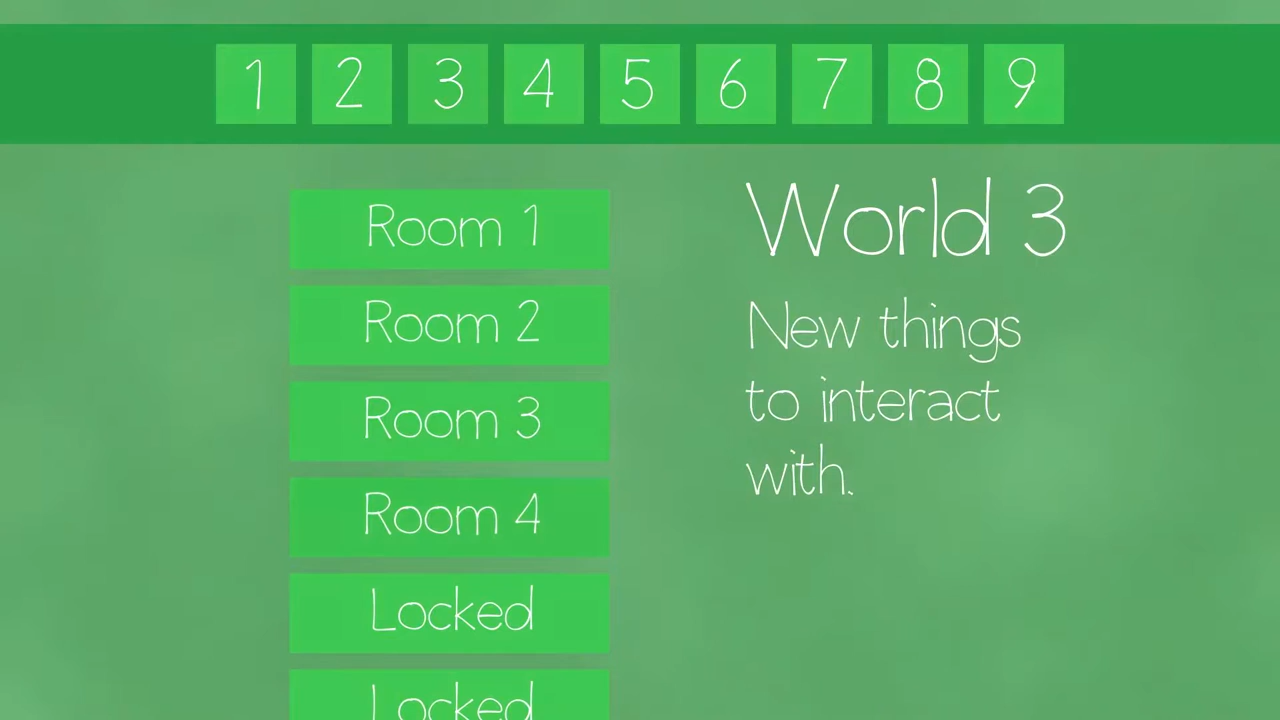 1 2 3 4 5 6 7 8 9
Room 1
Room 2
Room 3
Room 4
Locked
Locked
World 3
New things
to interact
with.